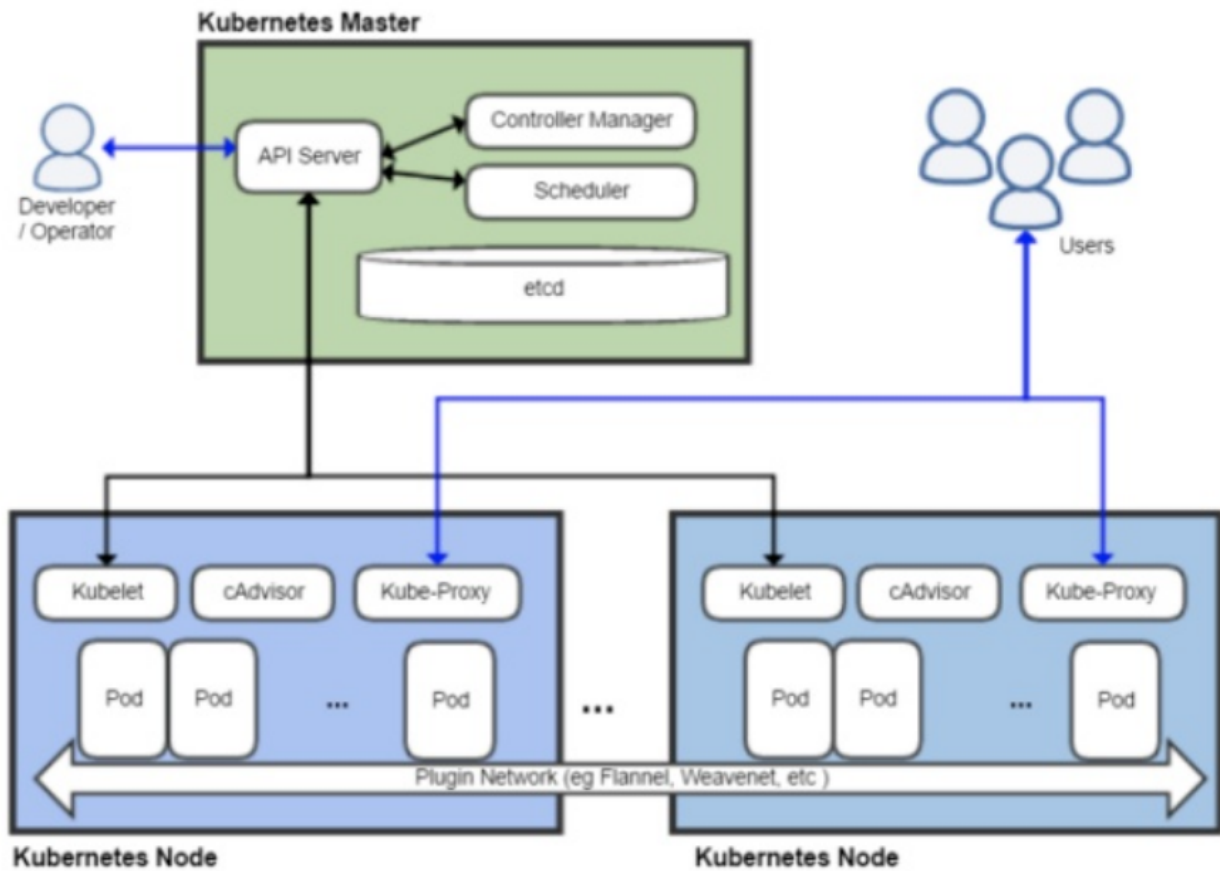 Kubernetes Master
API Server
Controller Manager
Scheduler
etcd
Developer
/ Operator
Users
Kubelet
cAdvisor
Kube-Proxy
Pod
Pod
...
Pod
...
Kubelet
cAdvisor
Kube-Proxy
Pod
Pod
...
Pod
Plugin Network (eg Flannel, Weavenet, etc )
Kubernetes Node
Kubernetes Node